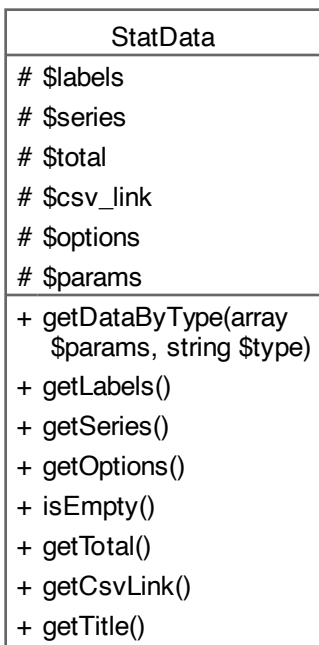 StatData
# $labels
# $series
# $total
# $csv_link
# $options
# $params
+ getDataByType(array
$params, string $type)
+ getLabels()
+ getSeries()
+ getOptions()
+ isEmpty()
+ getTotal()
+ getCsvLink()
+ getTitle()